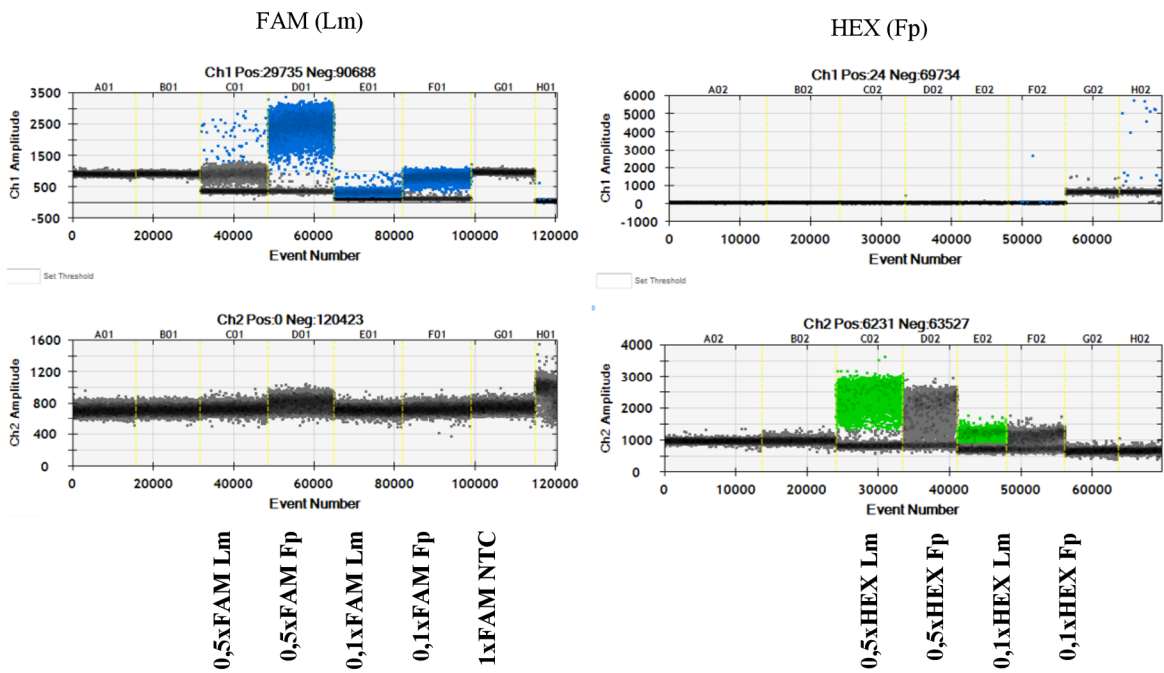 FAM (Lm)
HEX (Fp)
Ch1 Pos:29735 Neg:90688
A01 B01 C01 D01 E01 F01 G01 H01
3500
2500
1500
500
-500
Ch1 Amplitude
0 20000 40000 60000 80000 100000 120000
Event Number
Set Threshold
Ch1 Pos:24 Neg:69734
A02 B02 C02 D02 E02 F02 G02 H02
6000
5000
4000
3000
2000
1000
0
-1000
Ch1 Amplitude
0 10000 20000 30000 40000 50000 60000
Event Number
Set Threshold
s
Ch2 Pos:0 Neg:120423
A01 B01 C01 D01 E01 F01 G01 H01
1600
1200
800
400
0
Ch2 Amplitude
0 20000 40000 60000 80000 100000 120000
Event Number
Ch2 Pos:6231 Neg:63527
A02 B02 C02 D02 E02 F02 G02 H02
4000
3000
2000
1000
0
Ch2 Amplitude
0 10000 20000 30000 40000 50000 60000
Event Number
0,5xFAM Lm
0,5xFAM Fp
0,1xFAM Lm
0,1xFAM Fp
1xFAM NTC
0,5xHEX Lm
0,5xHEX Fp
0,1xHEX Lm
0,1xHEX Fp